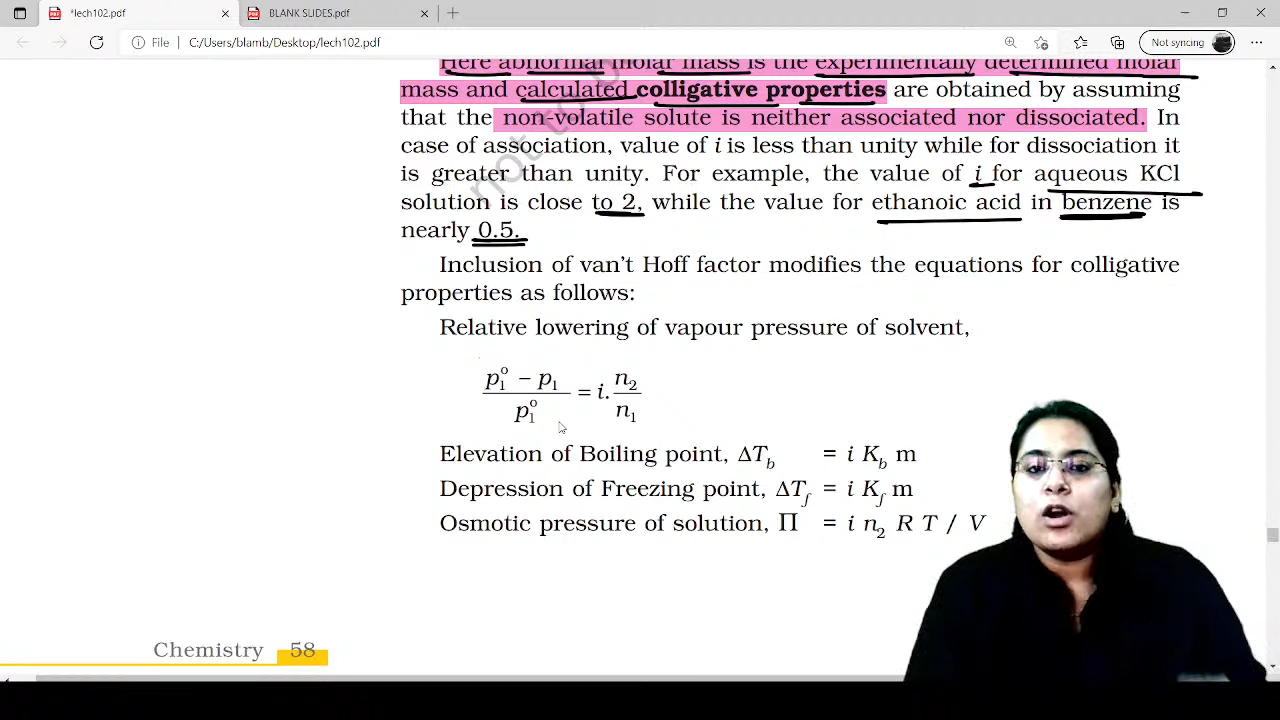 *lech102.pdf
BLANK SLIDES.pdf
File C:/Users/blamb/Desktop/lech102.pdf
Not syncing
Here abnormal molar mass is the experimentally determined molar
mass and calculated colligative properties are obtained by assuming
that the non-volatile solute is neither associated nor dissociated. In
case of association, value of i is less than unity while for dissociation it
is greater than unity. For example, the value of i for aqueous KCl
solution is close to 2, while the value for ethanoic acid in benzene is
nearly 0.5.
Inclusion of van't Hoff factor modifies the equations for colligative
properties as follows:
Relative lowering of vapour pressure of solvent,
p₁° – p₁ / p₁° = i. n₂ / n₁
Elevation of Boiling point, ΔT_b = i K_b m
Depression of Freezing point, ΔT_f = i K_f m
Osmotic pressure of solution, Π = i n₂ R T / V
Chemistry 58
not to